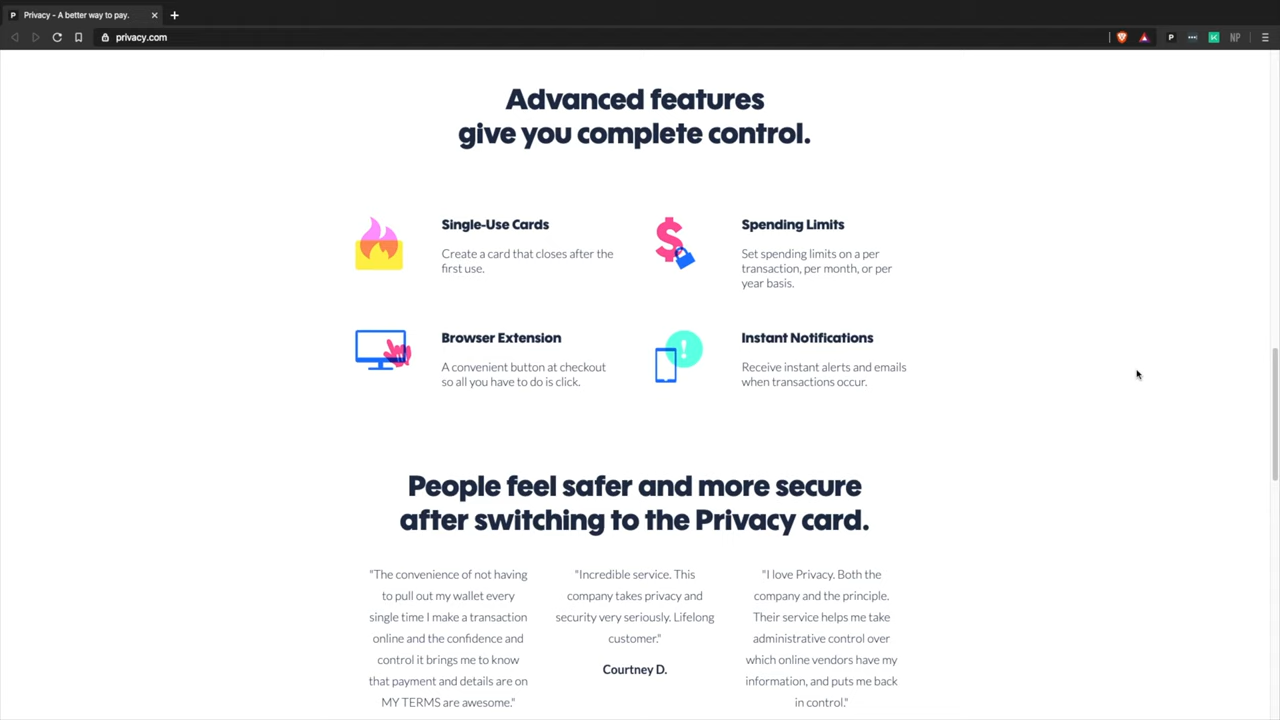 P Privacy - A better way to pay.
privacy.com
P
NP
Advanced features
give you complete control.
Single-Use Cards
Create a card that closes after the
first use.
Spending Limits
Set spending limits on a per
transaction, per month, or per
year basis.
Browser Extension
A convenient button at checkout
so all you have to do is click.
Instant Notifications
Receive instant alerts and emails
when transactions occur.
People feel safer and more secure
after switching to the Privacy card.
"The convenience of not having
to pull out my wallet every
single time I make a transaction
online and the confidence and
control it brings me to know
that payment and details are on
MY TERMS are awesome."
"Incredible service. This
company takes privacy and
security very seriously. Lifelong
customer."
Courtney D.
"I love Privacy. Both the
company and the principle.
Their service helps me take
administrative control over
which online vendors have my
information, and puts me back
in control."